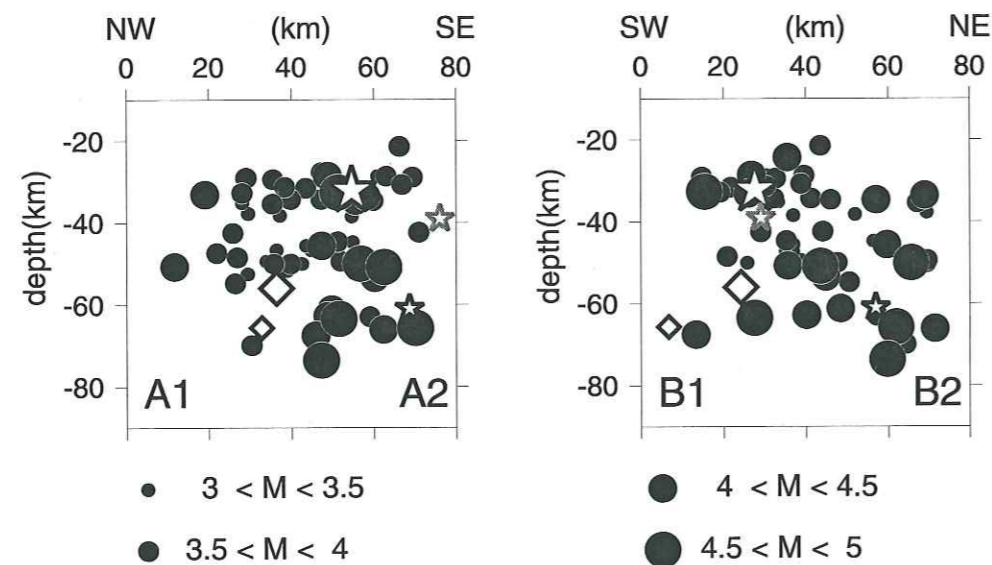 NW (km) SE
0 20 40 60 80
depth(km)
-20
-40
-60
-80
A1 A2
SW (km) NE
0 20 40 60 80
depth(km)
-20
-40
-60
-80
B1 B2
3 < M < 3.5
3.5 < M < 4
4 < M < 4.5
4.5 < M < 5